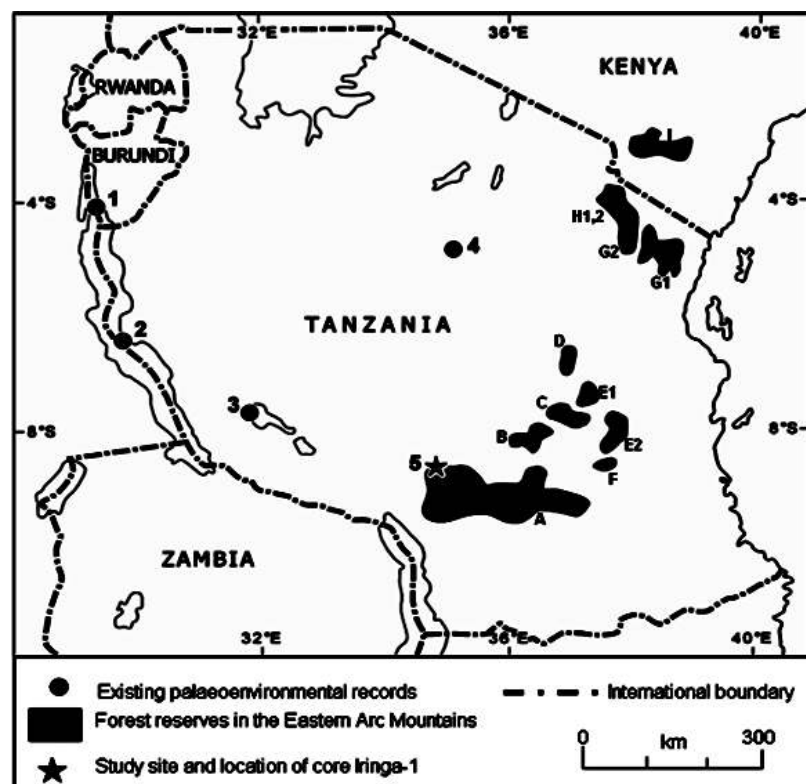 32°E 36°E 40°E
KENYA
RWANDA
I
BURUNDI
4°S 1 4°S
H1,2
4 G2
G1
TANZANIA
2
D
E1
3 C
8°S B 8°S
E2
5 F
A
ZAMBIA
32°E 36°E 40°E
Existing palaeoenvironmental records International boundary
Forest reserves in the Eastern Arc Mountains
0 km 300
Study site and location of core Iringa-1